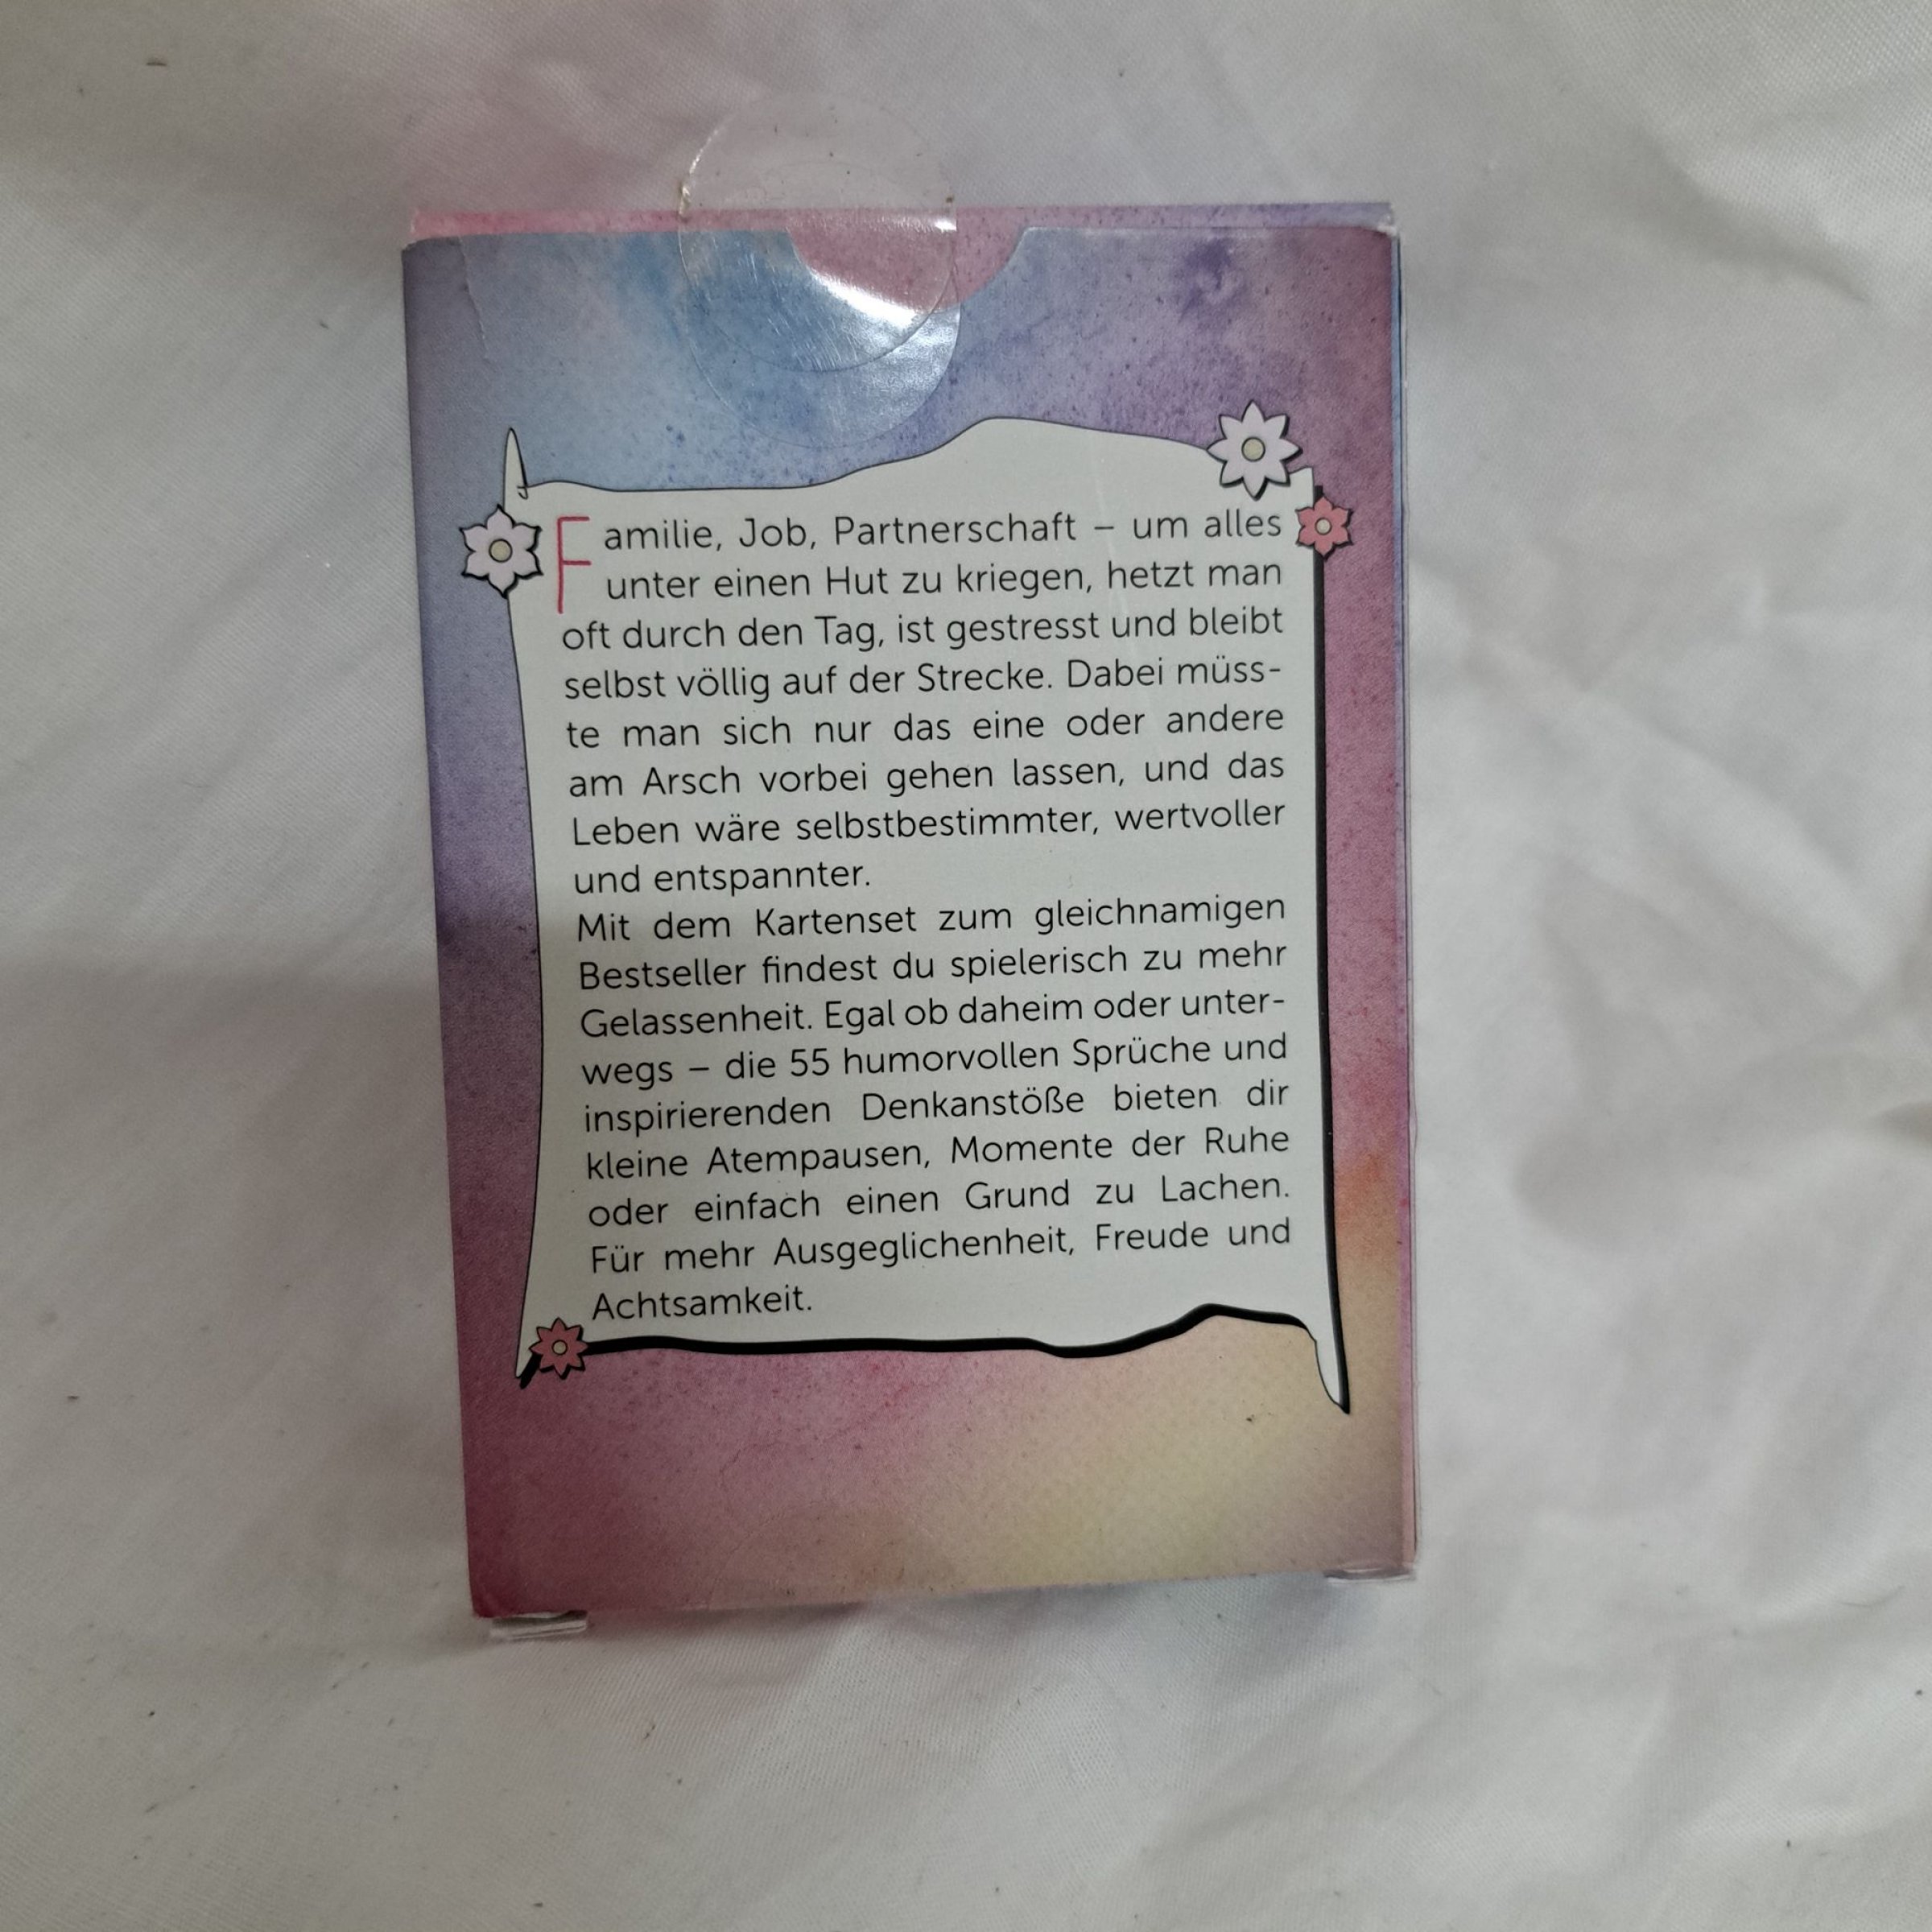 Familie, Job, Partnerschaft – um alles
unter einen Hut zu kriegen, hetzt man
oft durch den Tag, ist gestresst und bleibt
selbst völlig auf der Strecke. Dabei müss-
te man sich nur das eine oder andere
am Arsch vorbei gehen lassen, und das
Leben wäre selbstbestimmter, wertvoller
und entspannter.
Mit dem Kartenset zum gleichnamigen
Bestseller findest du spielerisch zu mehr
Gelassenheit. Egal ob daheim oder unter-
wegs – die 55 humorvollen Sprüche und
inspirierenden Denkanstöße bieten dir
kleine Atempausen, Momente der Ruhe
oder einfach einen Grund zu Lachen.
Für mehr Ausgeglichenheit, Freude und
Achtsamkeit.